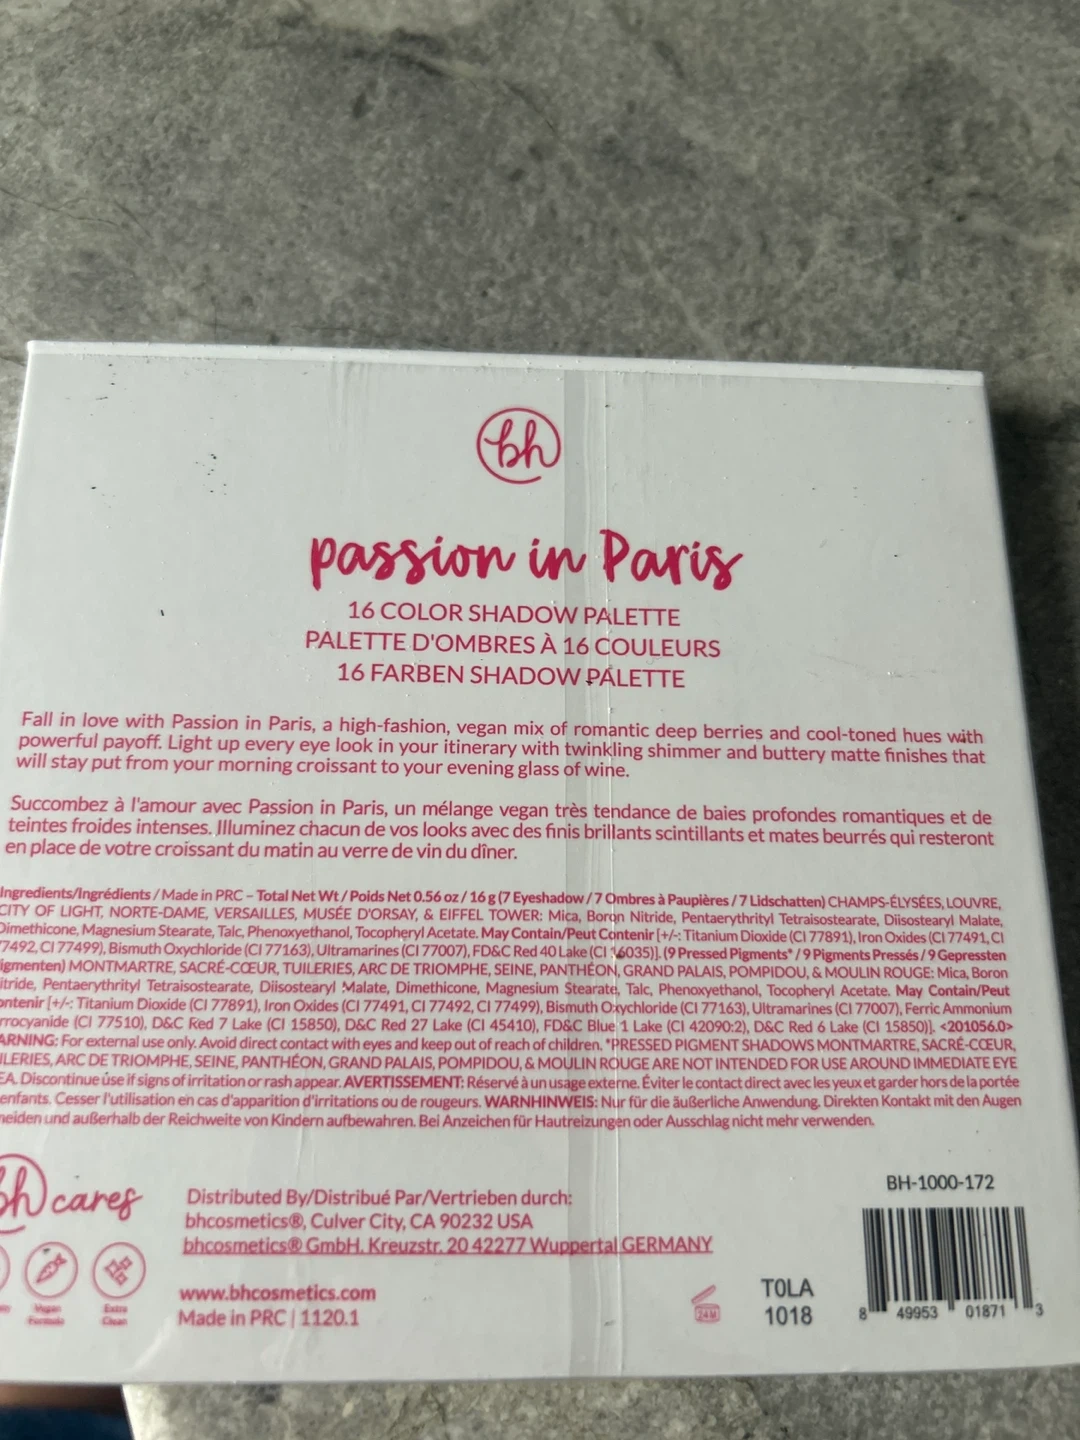 bh
passion in Paris
16 COLOR SHADOW PALETTE
PALETTE D'OMBRES À 16 COULEURS
16 FARBEN SHADOW PALETTE
Fall in love with Passion in Paris, a high-fashion, vegan mix of romantic deep berries and cool-toned hues with
powerful payoff. Light up every eye look in your itinerary with twinkling shimmer and buttery matte finishes that
will stay put from your morning croissant to your evening glass of wine.
Succombez à l'amour avec Passion in Paris, un mélange vegan très tendance de baies profondes romantiques et de
teintes froides intenses. Illuminez chacun de vos looks avec des finis brillants scintillants et mates beurrés qui resteront
en place de votre croissant du matin au verre de vin du dîner.
Ingredients/Ingrédients / Made in PRC – Total Net Wt / Poids Net 0.56 oz / 16 g (7 Eyeshadow / 7 Ombres à Paupières / 7 Lidschatten) CHAMPS-ÉLYSÉES, LOUVRE,
CITY OF LIGHT, NORTE-DAME, VERSAILLES, MUSÉE D'ORSAY, & EIFFEL TOWER: Mica, Boron Nitride, Pentaerythrityl Tetraisostearate, Diisostearyl Malate,
Dimethicone, Magnesium Stearate, Talc, Phenoxyethanol, Tocopheryl Acetate. May Contain/Peut Contenir [+/-: Titanium Dioxide (CI 77891), Iron Oxides (CI 77491, CI
77492, CI 77499), Bismuth Oxychloride (CI 77163), Ultramarines (CI 77007), FD&C Red 40 Lake (CI 16035)]. (9 Pressed Pigments* / 9 Pigments Pressés / 9 Gepressten
igmenten) MONTMARTRE, SACRÉ-CŒUR, TUILERIES, ARC DE TRIOMPHE, SEINE, PANTHÉON, GRAND PALAIS, POMPIDOU, & MOULIN ROUGE: Mica, Boron
itride, Pentaerythrityl Tetraisostearate, Diisostearyl Malate, Dimethicone, Magnesium Stearate, Talc, Phenoxyethanol, Tocopheryl Acetate. May Contain/Peut
ontenir [+/-: Titanium Dioxide (CI 77891), Iron Oxides (CI 77491, CI 77492, CI 77499), Bismuth Oxychloride (CI 77163), Ultramarines (CI 77007), Ferric Ammonium
rrocyanide (CI 77510), D&C Red 7 Lake (CI 15850), D&C Red 27 Lake (CI 45410), FD&C Blue 1 Lake (CI 42090:2), D&C Red 6 Lake (CI 15850)]. <201056.0>
ARNING: For external use only. Avoid direct contact with eyes and keep out of reach of children. *PRESSED PIGMENT SHADOWS MONTMARTRE, SACRÉ-CŒUR,
ILERIES, ARC DE TRIOMPHE, SEINE, PANTHÉON, GRAND PALAIS, POMPIDOU, & MOULIN ROUGE ARE NOT INTENDED FOR USE AROUND IMMEDIATE EYE
EA. Discontinue use if signs of irritation or rash appear. AVERTISSEMENT: Réservé à un usage externe. Éviter le contact direct avec les yeux et garder hors de la portée
enfants. Cesser l'utilisation en cas d'apparition d'irritations ou de rougeurs. WARNHINWEIS: Nur für die äußerliche Anwendung. Direkten Kontakt mit den Augen
neiden und außerhalb der Reichweite von Kindern aufbewahren. Bei Anzeichen für Hautreizungen oder Ausschlag nicht mehr verwenden.
bh cares
Vegan
Formula
Extra
Clean
Distributed By/Distribué Par/Vertrieben durch:
bhcosmetics®, Culver City, CA 90232 USA
bhcosmetics® GmbH. Kreuzstr. 20 42277 Wuppertal GERMANY
www.bhcosmetics.com
Made in PRC | 1120.1
24M
T0LA
1018
BH-1000-172
8 49953 01871 3